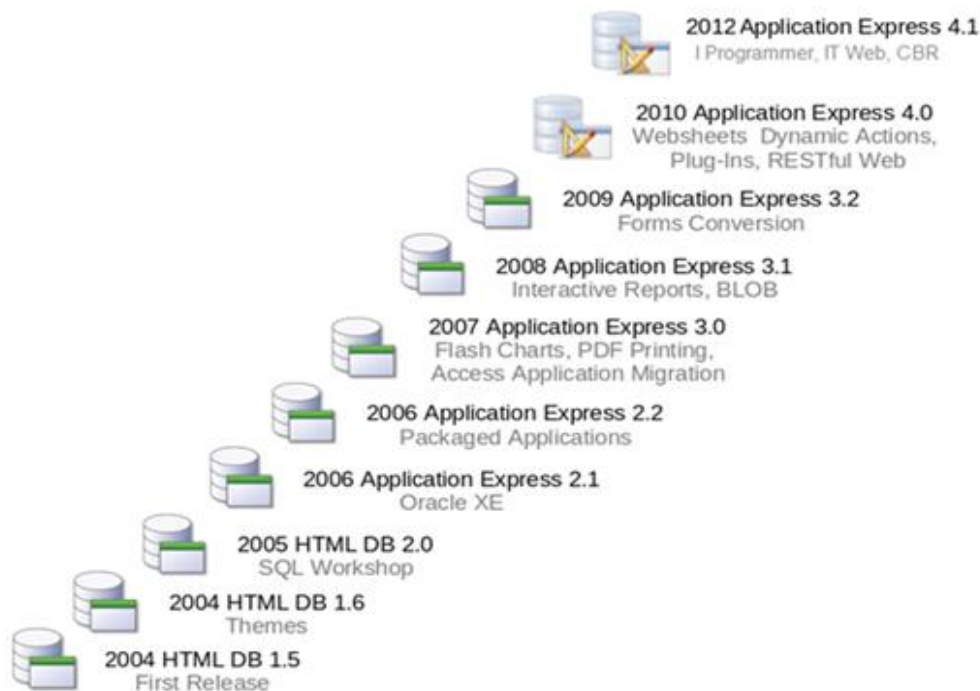 2012 Application Express 4.1
I Programmer, IT Web, CBR
2010 Application Express 4.0
Websheets Dynamic Actions,
Plug-Ins, RESTful Web
2009 Application Express 3.2
Forms Conversion
2008 Application Express 3.1
Interactive Reports, BLOB
2007 Application Express 3.0
Flash Charts, PDF Printing,
Access Application Migration
2006 Application Express 2.2
Packaged Applications
2006 Application Express 2.1
Oracle XE
2005 HTML DB 2.0
SQL Workshop
2004 HTML DB 1.6
Themes
2004 HTML DB 1.5
First Release